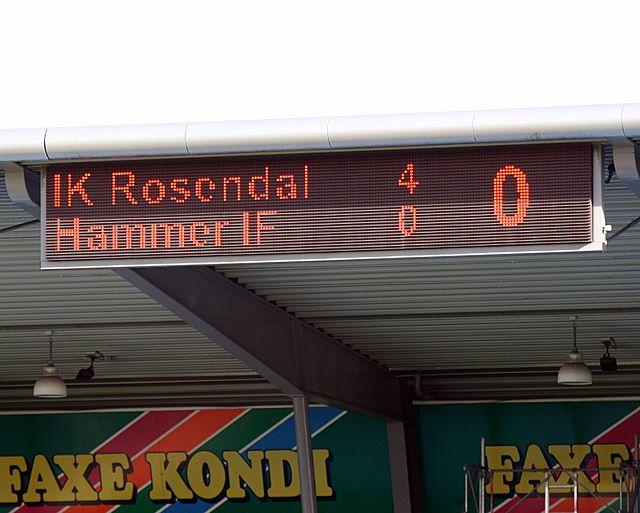 IK Rosendal 4 0
Hammer IF 0
FAXE KONDI FAXE